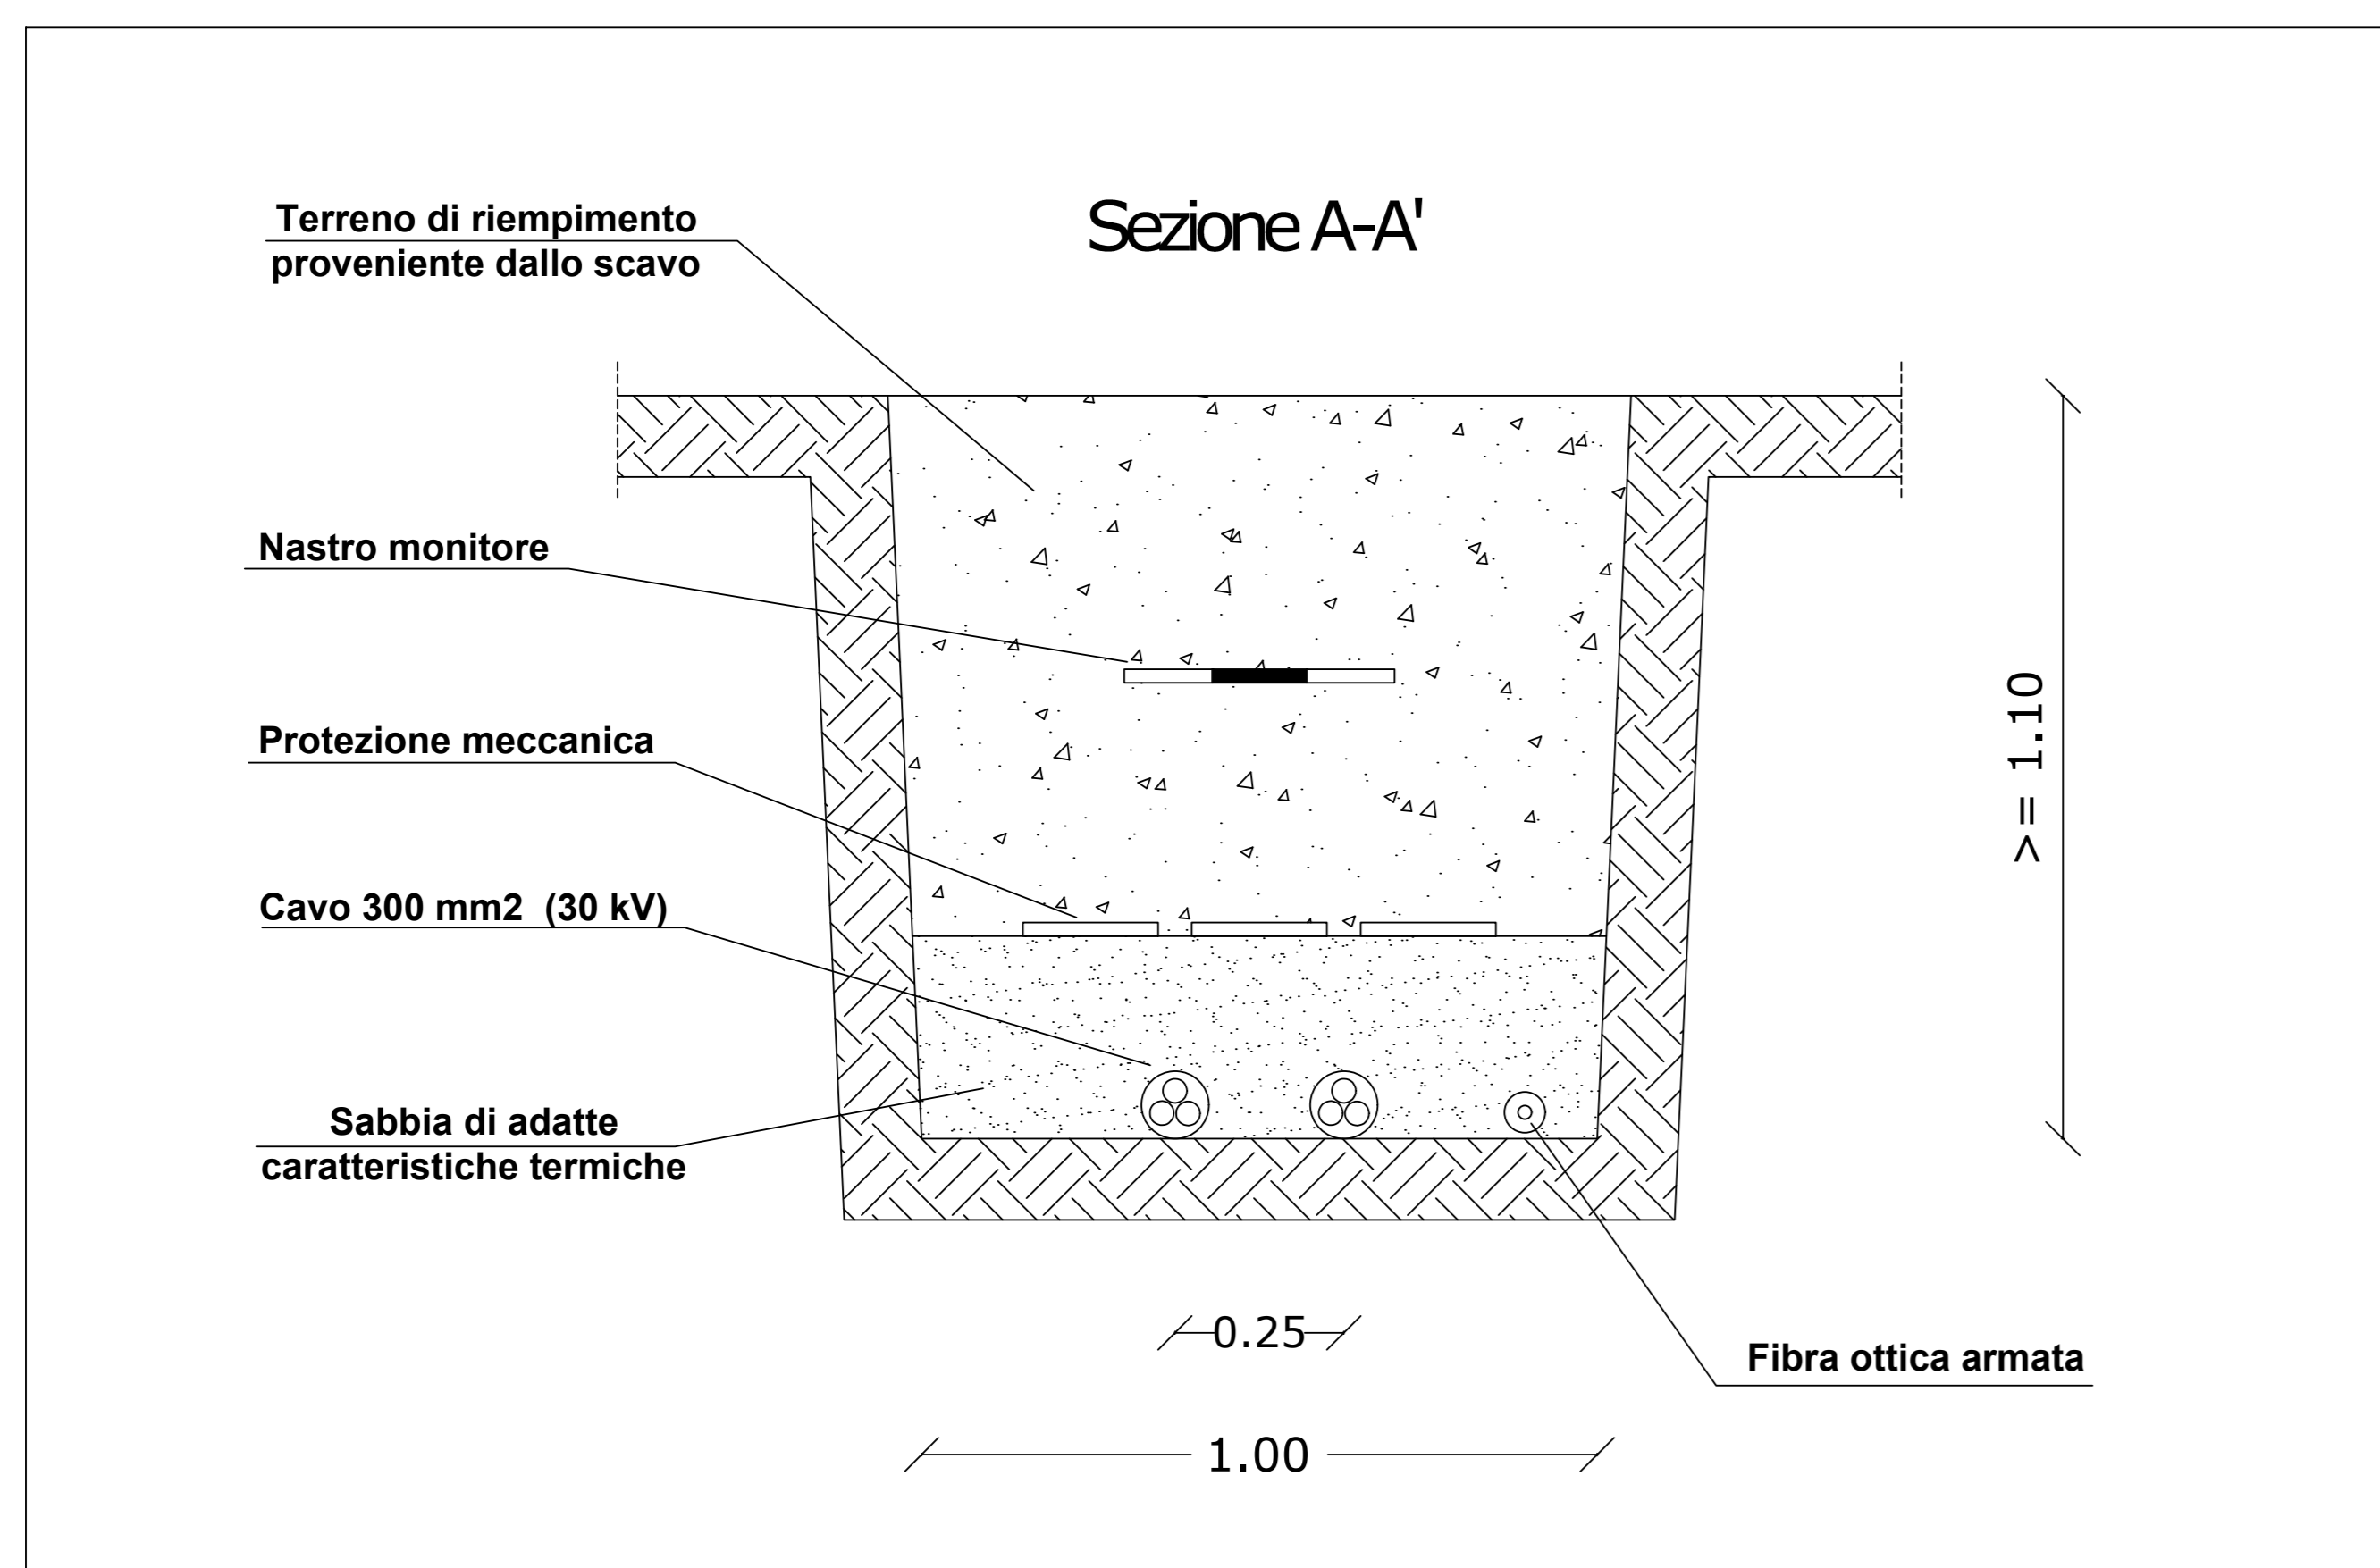 Sezione A-A'
Terreno di riempimento
proveniente dallo scavo
Nastro monitore
Protezione meccanica
Cavo 300 mm2 (30 kV)
Sabbia di adatte
caratteristiche termiche
>= 1.10
0.25
Fibra ottica armata
1.00